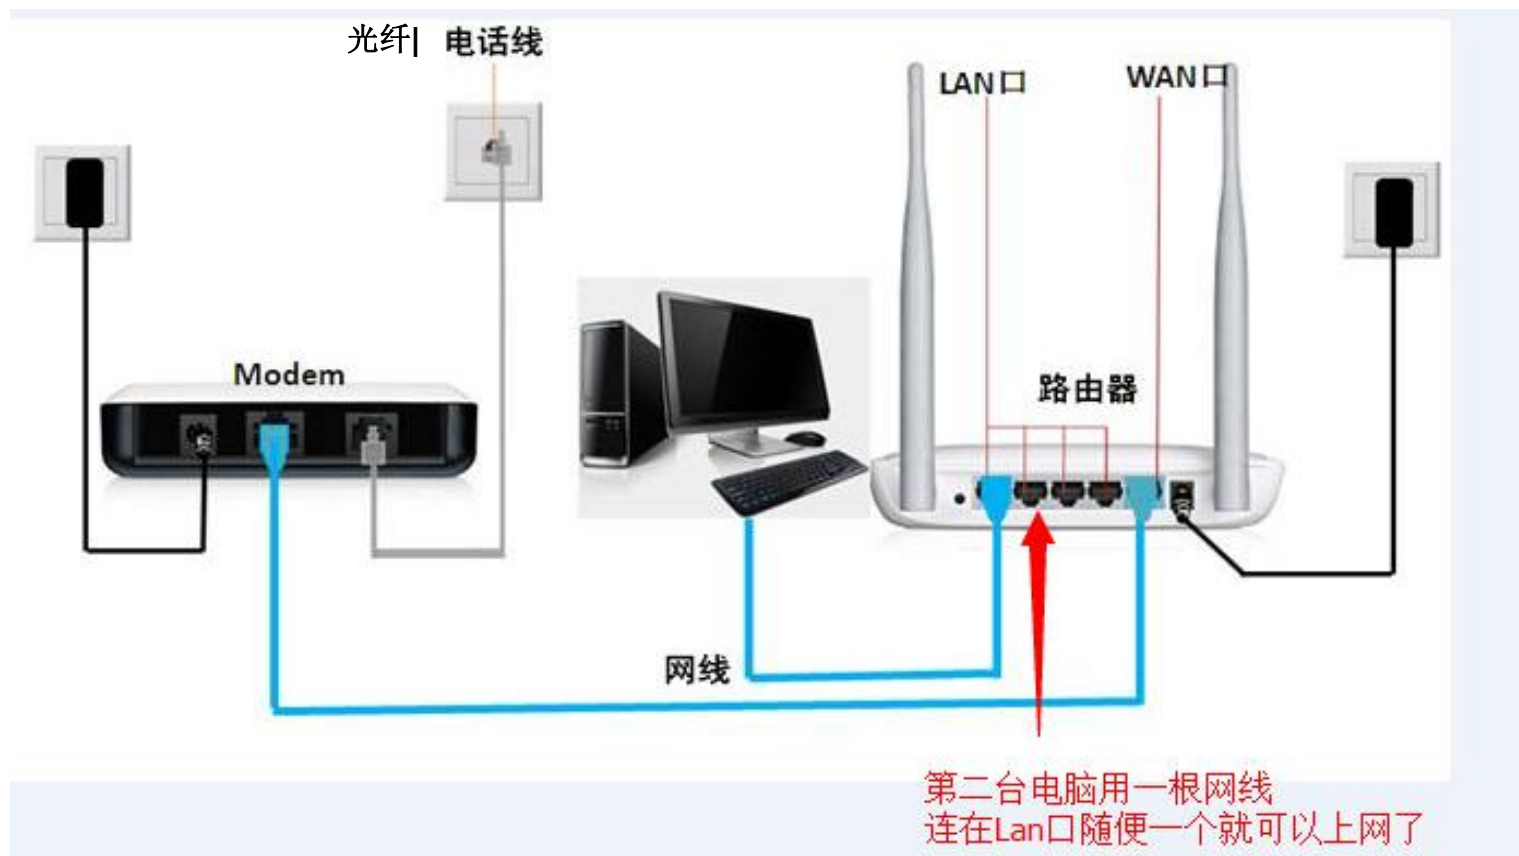 光纤| 电话线
LAN口
WAN口
Modem
路由器
网线
第二台电脑用一根网线
连在Lan口随便一个就可以上网了